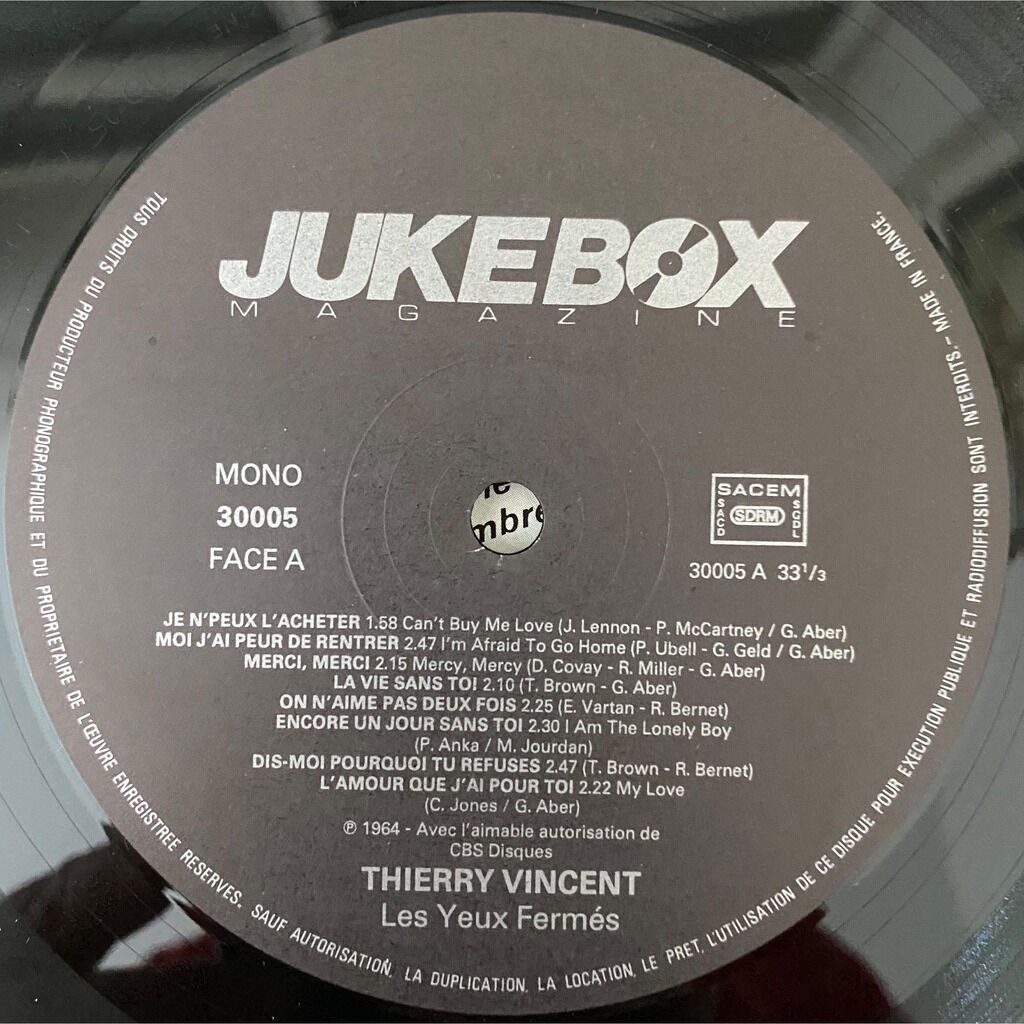 JUKEBOX
MAGAZINE
MONO
30005
FACE A
le
mbre
SACEM
SACD
SDRM
SGDL
30005 A 33¹/₃
JE N'PEUX L'ACHETER 1.58 Can't Buy Me Love (J. Lennon - P. McCartney / G. Aber)
MOI J'AI PEUR DE RENTRER 2.47 I'm Afraid To Go Home (P. Ubell - G. Geld / G. Aber)
MERCI, MERCI 2.15 Mercy, Mercy (D. Covay - R. Miller - G. Aber)
LA VIE SANS TOI 2.10 (T. Brown - G. Aber)
ON N'AIME PAS DEUX FOIS 2.25 (E. Vartan - R. Bernet)
ENCORE UN JOUR SANS TOI 2.30 I Am The Lonely Boy
(P. Anka / M. Jourdan)
DIS-MOI POURQUOI TU REFUSES 2.47 (T. Brown - R. Bernet)
L'AMOUR QUE J'AI POUR TOI 2.22 My Love
(C. Jones / G. Aber)
℗ 1964 - Avec l'aimable autorisation de
CBS Disques
THIERRY VINCENT
Les Yeux Fermés
TOUS DROITS DU PRODUCTEUR PHONOGRAPHIQUE ET DU PROPRIETAIRE DE L'ŒUVRE ENREGISTREE RESERVES. SAUF AUTORISATION, LA DUPLICATION, LA LOCATION, LE PRET, L'UTILISATION DE CE DISQUE POUR EXECUTION PUBLIQUE ET RADIODIFFUSION SONT INTERDITS.- MADE IN FRANCE.